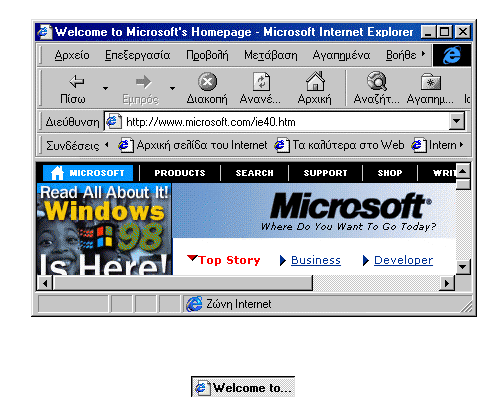 Welcome to Microsoft's Homepage - Microsoft Internet Explorer
Αρχείο Επεξεργασία Προβολή Μετάβαση Αγαπημένα Βοήθε
Πίσω Εμπρός Διακοπή Ανανέ... Αρχική Αναζήτ... Αγαπημ...
Διεύθυνση http://www.microsoft.com/ie40.htm
Συνδέσεις Αρχική σελίδα του Internet Τα καλύτερα στο Web Intern
MICROSOFT PRODUCTS SEARCH SUPPORT SHOP WRIT
Read All About It!
Windows 98
Is Here!
Microsoft®
Where Do You Want To Go Today?
Top Story Business Developer
Ζώνη Internet
Welcome to...